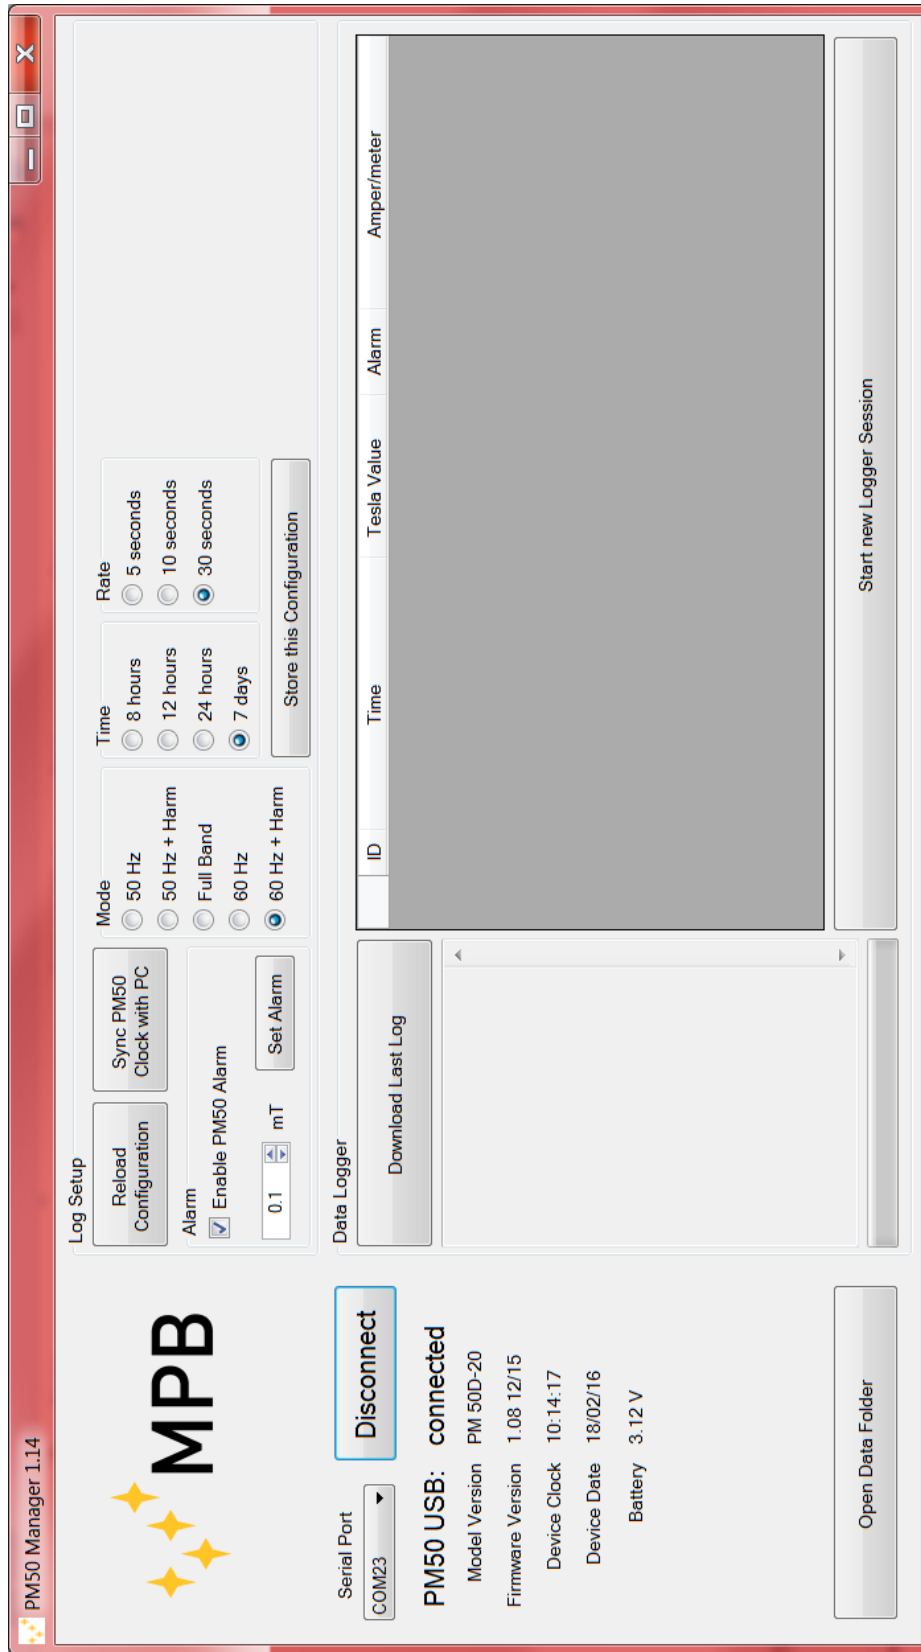 PM50 Manager 1.14
MPB
Serial Port
COM23
Disconnect
PM50 USB: connected
Model Version PM 50D-20
Firmware Version 1.08 12/15
Device Clock 10:14:17
Device Date 18/02/16
Battery 3.12 V
Open Data Folder
Log Setup
Reload
Configuration
Sync PM50
Clock with PC
Alarm
Enable PM50 Alarm
0.1 mT
Set Alarm
Mode
50 Hz
50 Hz + Harm
Full Band
60 Hz
60 Hz + Harm
Time
8 hours
12 hours
24 hours
7 days
Rate
5 seconds
10 seconds
30 seconds
Store this Configuration
Data Logger
Download Last Log
ID Time Tesla Value Alarm Amper/meter
Start new Logger Session